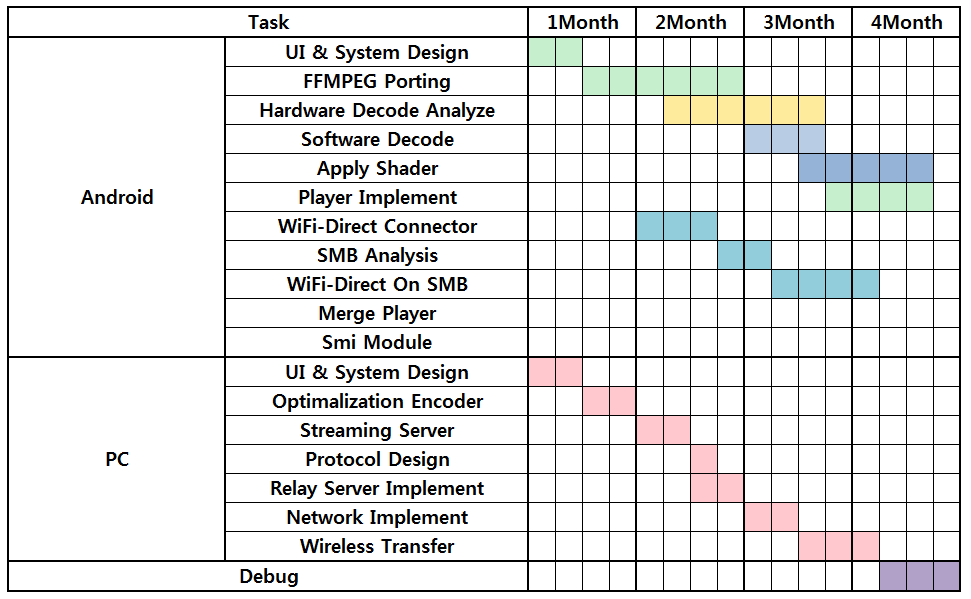 Task 1Month 2Month 3Month 4Month
Android
UI & System Design
FFMPEG Porting
Hardware Decode Analyze
Software Decode
Apply Shader
Player Implement
WiFi-Direct Connector
SMB Analysis
WiFi-Direct On SMB
Merge Player
Smi Module
PC
UI & System Design
Optimalization Encoder
Streaming Server
Protocol Design
Relay Server Implement
Network Implement
Wireless Transfer
Debug